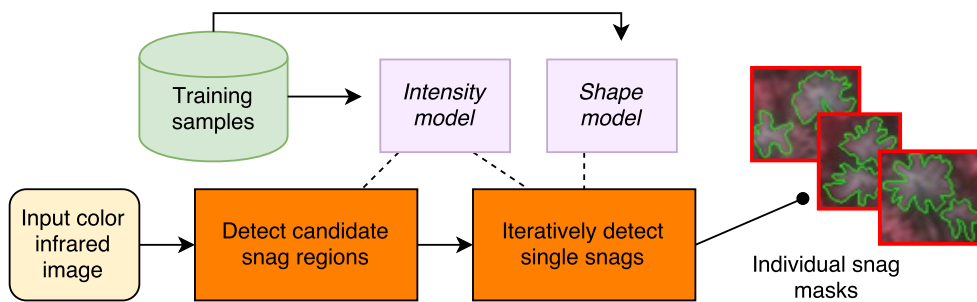 Training
samples
Intensity
model
Shape
model
Input color
infrared
image
Detect candidate
snag regions
Iteratively detect
single snags
Individual snag
masks